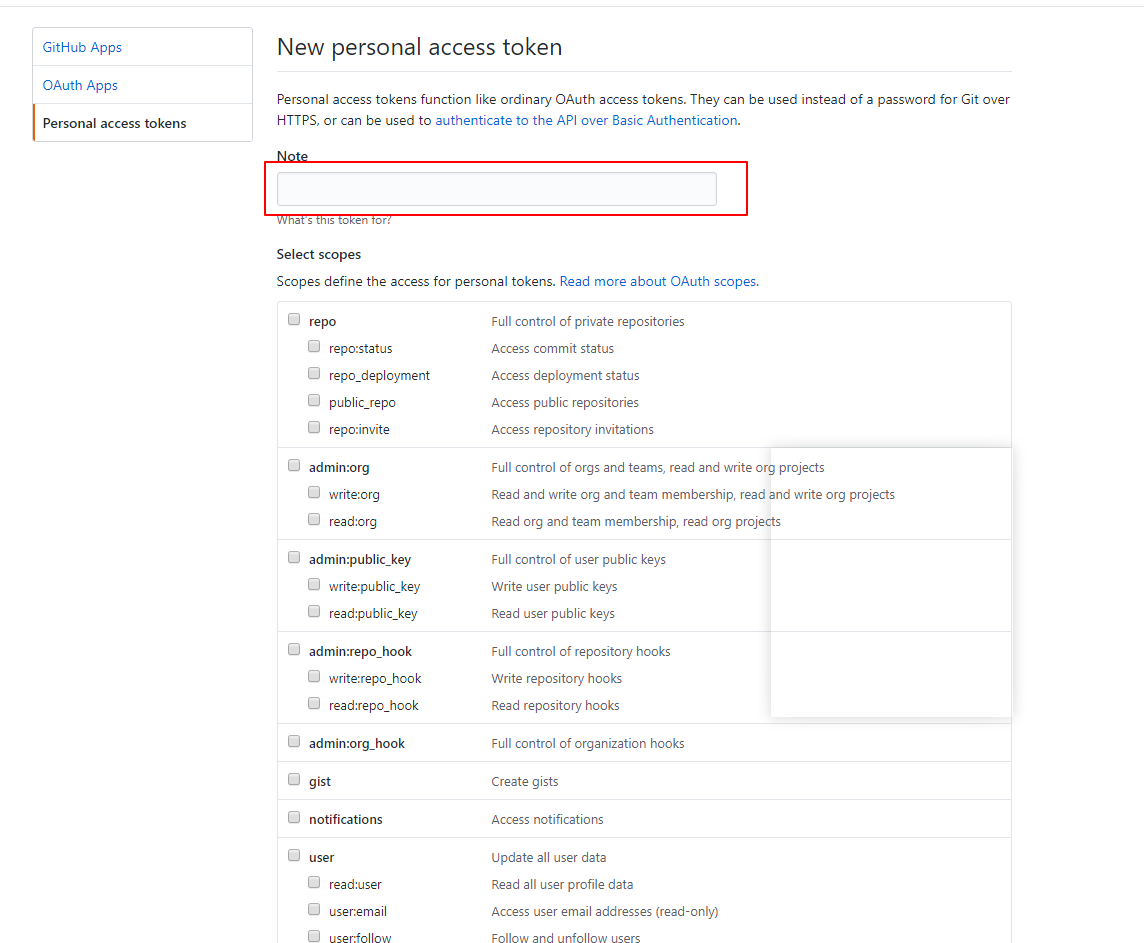 GitHub Apps
OAuth Apps
Personal access tokens
New personal access token
Personal access tokens function like ordinary OAuth access tokens. They can be used instead of a password for Git over
HTTPS, or can be used to authenticate to the API over Basic Authentication.
Note
What's this token for?
Select scopes
Scopes define the access for personal tokens. Read more about OAuth scopes.
repo Full control of private repositories
repo:status Access commit status
repo_deployment Access deployment status
public_repo Access public repositories
repo:invite Access repository invitations
admin:org Full control of orgs and teams, read and write org projects
write:org Read and write org and team membership, read and write org projects
read:org Read org and team membership, read org projects
admin:public_key Full control of user public keys
write:public_key Write user public keys
read:public_key Read user public keys
admin:repo_hook Full control of repository hooks
write:repo_hook Write repository hooks
read:repo_hook Read repository hooks
admin:org_hook Full control of organization hooks
gist Create gists
notifications Access notifications
user Update all user data
read:user Read all user profile data
user:email Access user email addresses (read-only)
user:follow Follow and unfollow users